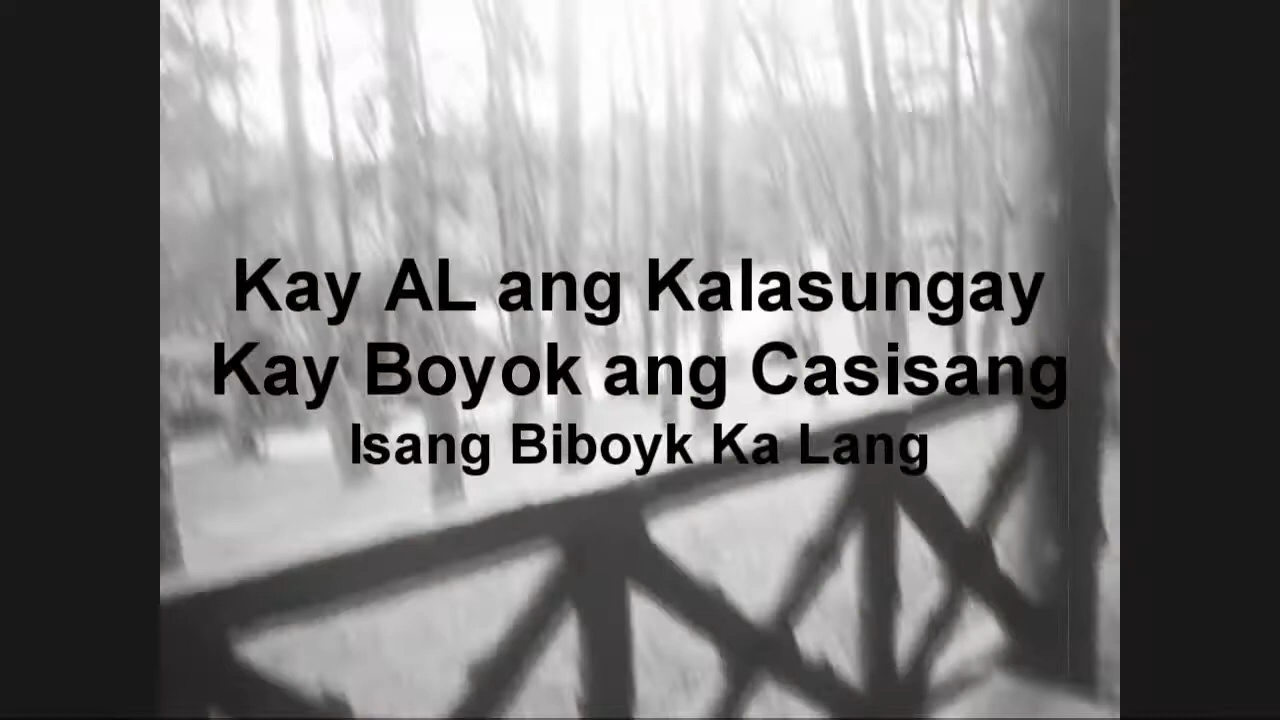 Kay AL ang Kalasungay
Kay Boyok ang Casisang
Isang Biboyk Ka Lang